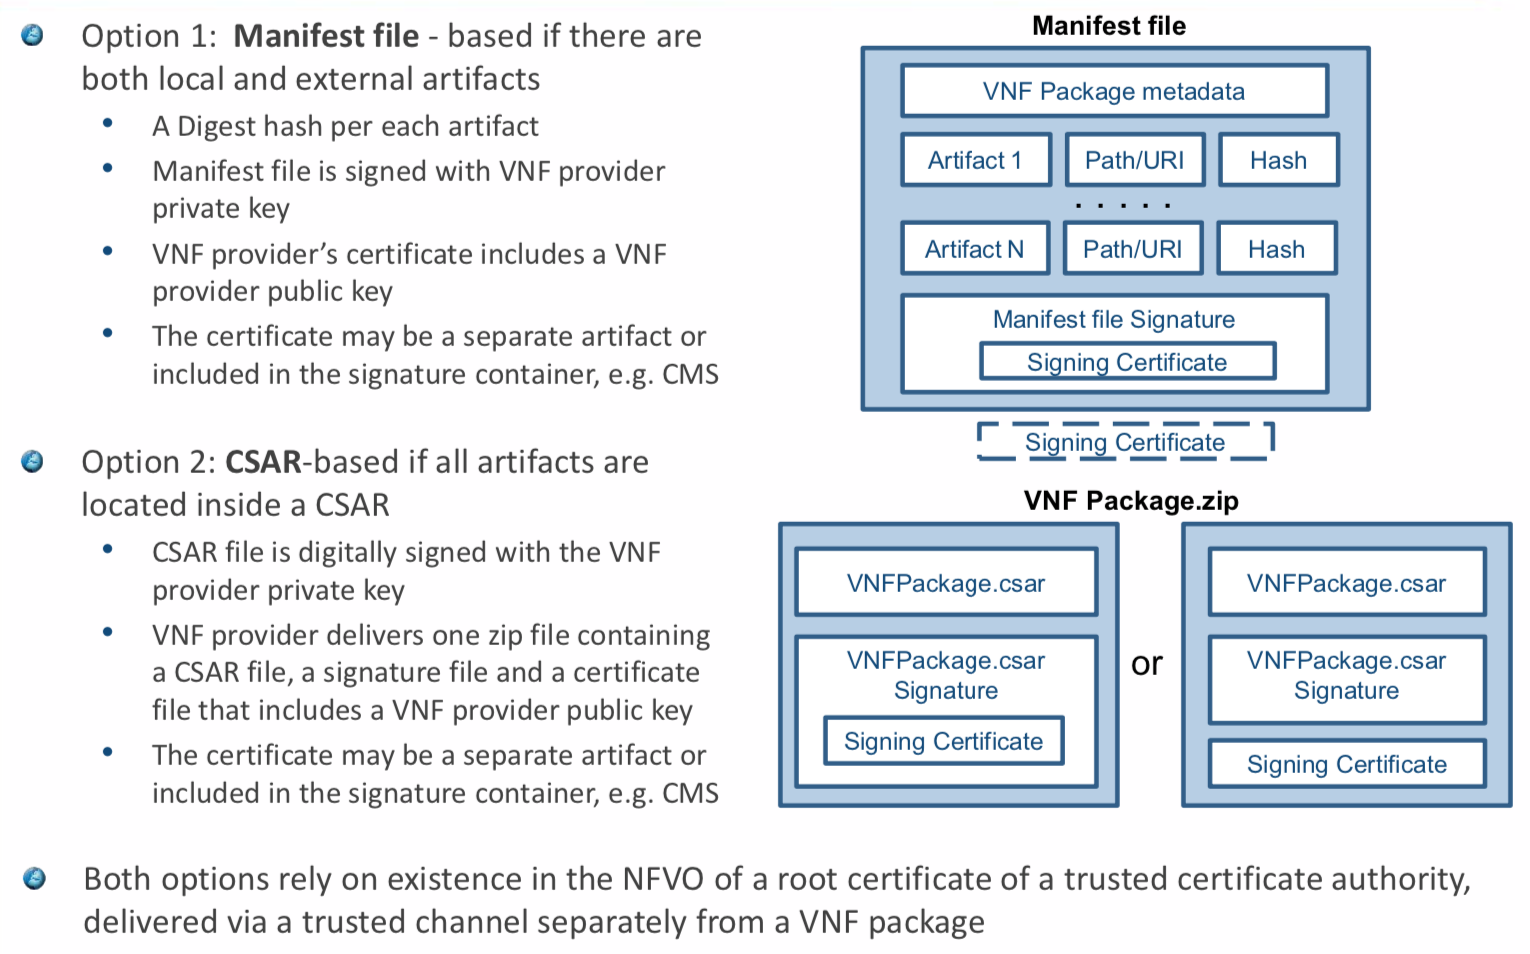 Option 1: Manifest file - based if there are
both local and external artifacts
• A Digest hash per each artifact
• Manifest file is signed with VNF provider
private key
• VNF provider’s certificate includes a VNF
provider public key
• The certificate may be a separate artifact or
included in the signature container, e.g. CMS
Manifest file
VNF Package metadata
Artifact 1 Path/URI Hash
. . . . .
Artifact N Path/URI Hash
Manifest file Signature
Signing Certificate
Signing Certificate
Option 2: CSAR-based if all artifacts are
located inside a CSAR
• CSAR file is digitally signed with the VNF
provider private key
• VNF provider delivers one zip file containing
a CSAR file, a signature file and a certificate
file that includes a VNF provider public key
• The certificate may be a separate artifact or
included in the signature container, e.g. CMS
VNF Package.zip
VNFPackage.csar
VNFPackage.csar
Signature
Signing Certificate
or
VNFPackage.csar
VNFPackage.csar
Signature
Signing Certificate
Both options rely on existence in the NFVO of a root certificate of a trusted certificate authority,
delivered via a trusted channel separately from a VNF package